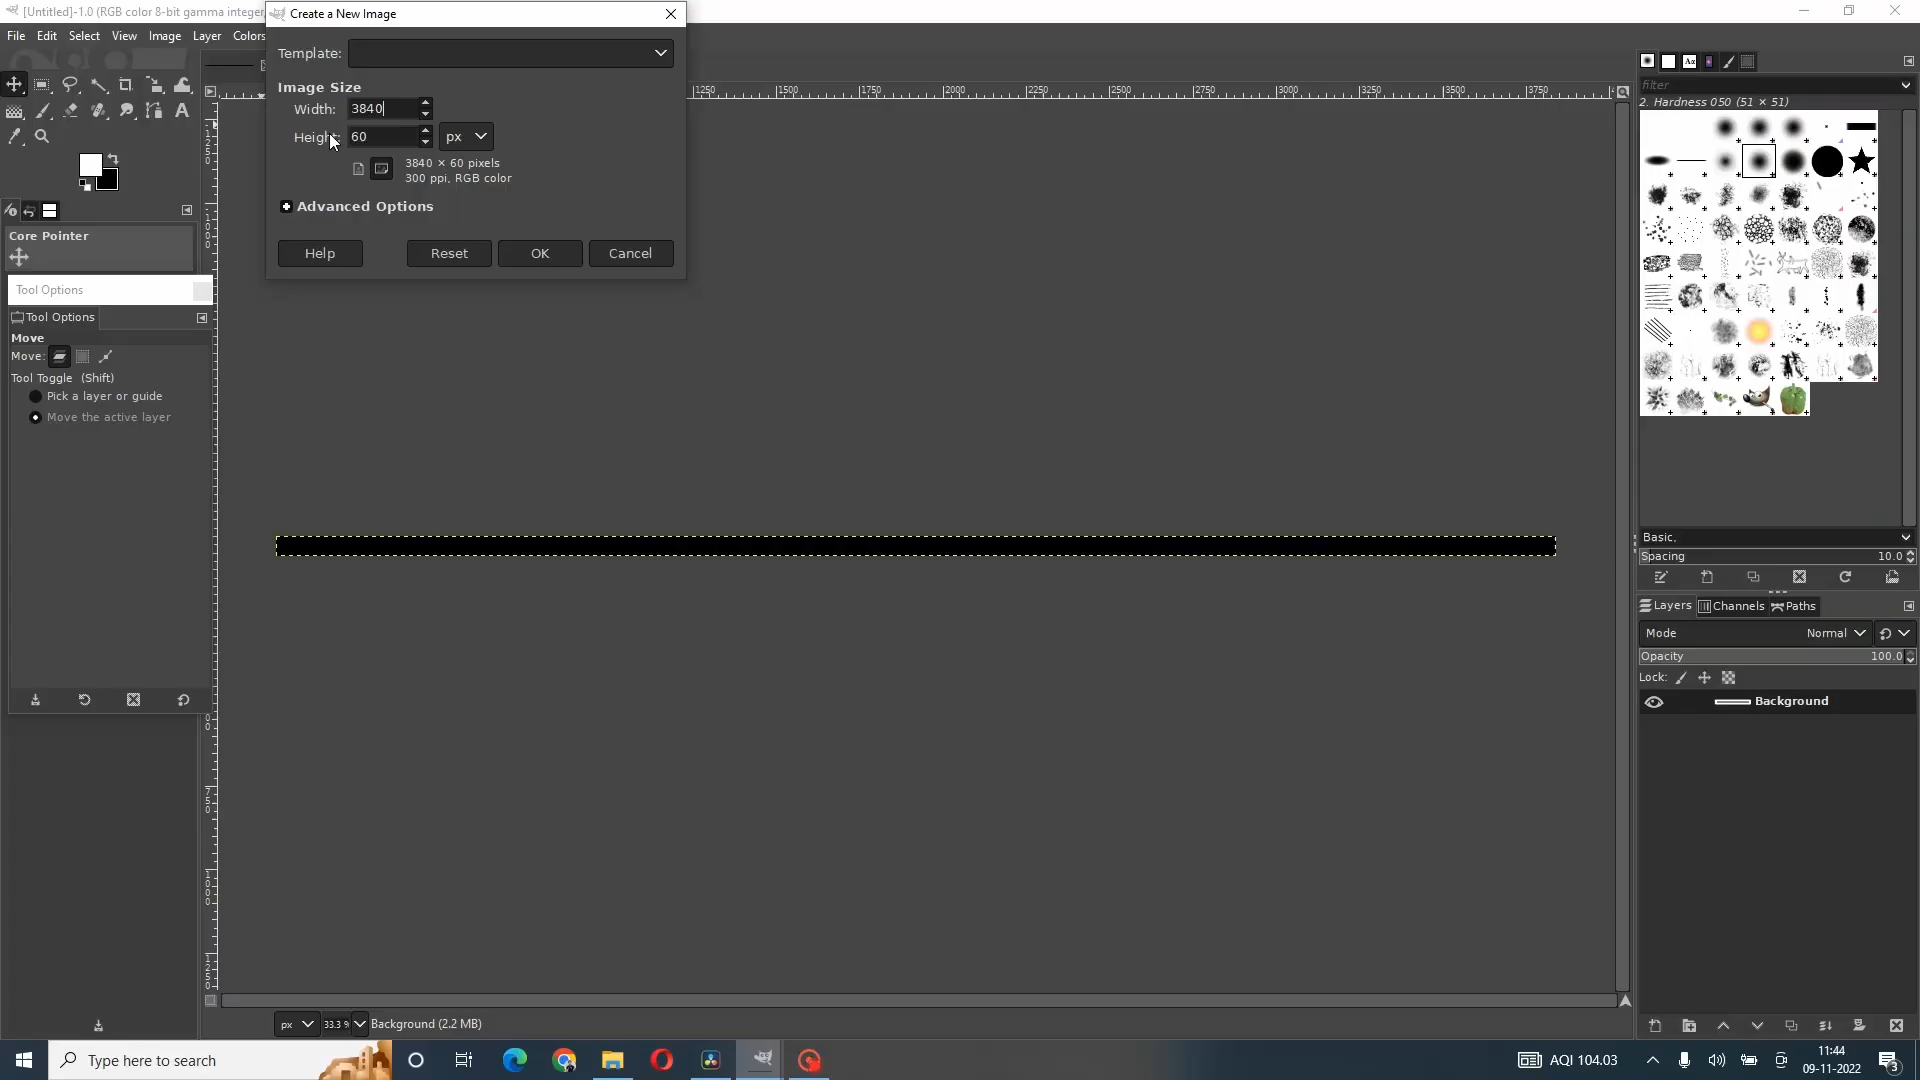 [Untitled]-1.0 (RGB color 8-bit gamma integer,
Create a New Image
File Edit Select View Image Layer Colors
Template:
Image Size
Width: 3840
Height: 60 px
3840 × 60 pixels
300 ppi, RGB color
Advanced Options
Help Reset OK Cancel
1250 1500 1750 2000 2250 2500 2750 3000 3250 3500 3750
Core Pointer
Tool Options
Tool Options
Move
Move:
Tool Toggle (Shift)
Pick a layer or guide
Move the active layer
px 33.3 % Background (2.2 MB)
Aa
filter
2. Hardness 050 (51 × 51)
Basic,
Spacing 10.0
Layers Channels Paths
Mode Normal
Opacity 100.0
Lock:
Background
Type here to search
AQI 104.03
11:44
09-11-2022
3